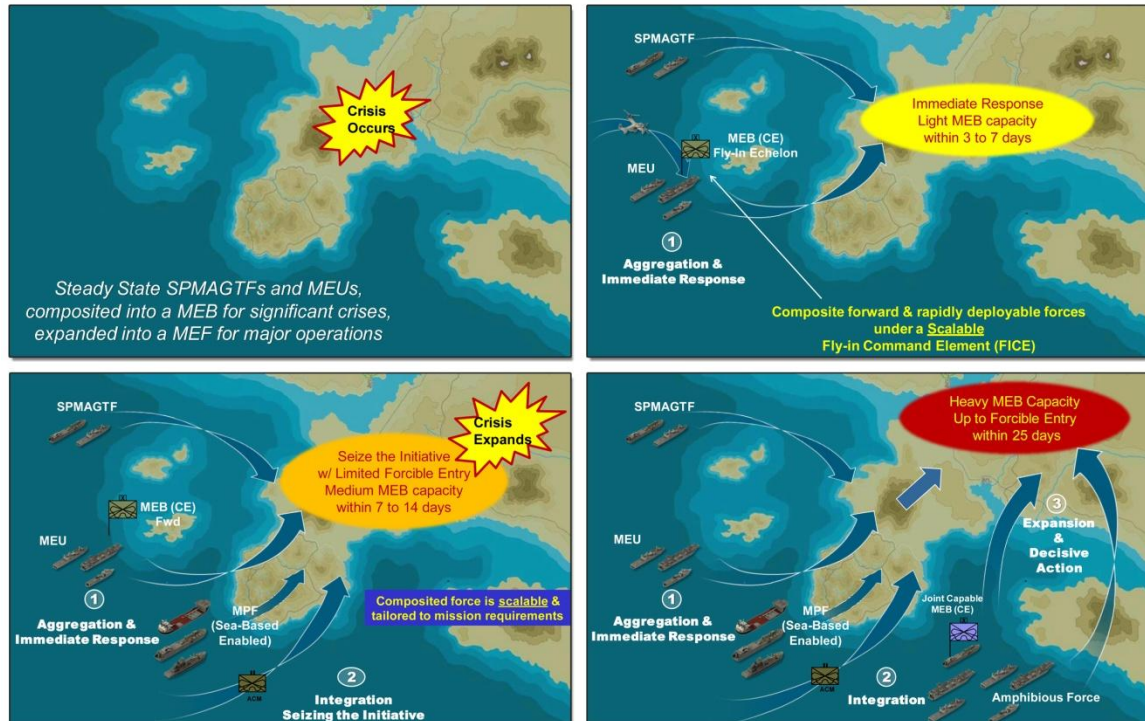 Crisis
Occurs
Steady State SPMAGTFs and MEUs,
composited into a MEB for significant crises,
expanded into a MEF for major operations
SPMAGTF
Immediate Response
Light MEB capacity
within 3 to 7 days
MEB (CE)
Fly-In Echelon
MEU
1
Aggregation &
Immediate Response
Composite forward & rapidly deployable forces
under a Scalable
Fly-in Command Element (FICE)
SPMAGTF
Crisis
Expands
Seize the Initiative
w/ Limited Forcible Entry
Medium MEB capacity
within 7 to 14 days
MEB (CE)
Fwd
MEU
1
Aggregation &
Immediate Response
MPF
(Sea-Based
Enabled)
Composited force is scalable &
tailored to mission requirements
ACM
2
Integration
Seizing the Initiative
SPMAGTF
Heavy MEB Capacity
Up to Forcible Entry
within 25 days
MEU
3
Expansion
&
Decisive
Action
1
Aggregation &
Immediate Response
MPF
(Sea-Based
Enabled)
Joint Capable
MEB (CE)
ACM
2
Integration
Amphibious Force